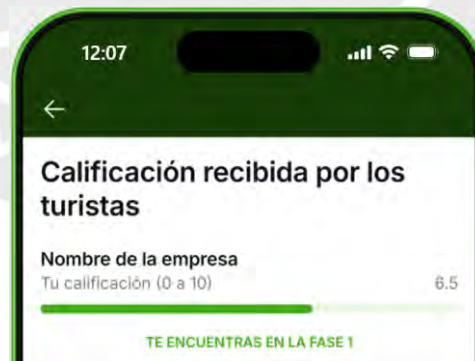 12:07
Calificación recibida por los
turistas
Nombre de la empresa
Tu calificación (0 a 10) 6.5
TE ENCUENTRAS EN LA FASE 1